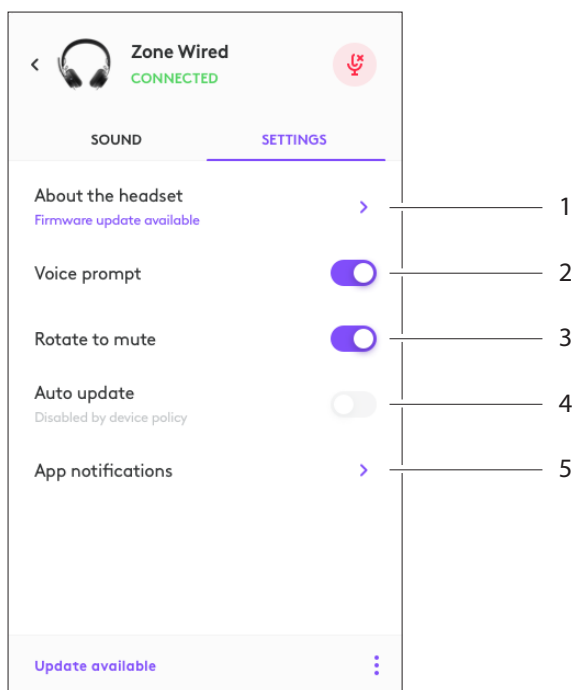 Zone Wired
CONNECTED
SOUND SETTINGS
About the headset
Firmware update available
1
Voice prompt
2
Rotate to mute
3
Auto update
Disabled by device policy
4
App notifications
5
Update available